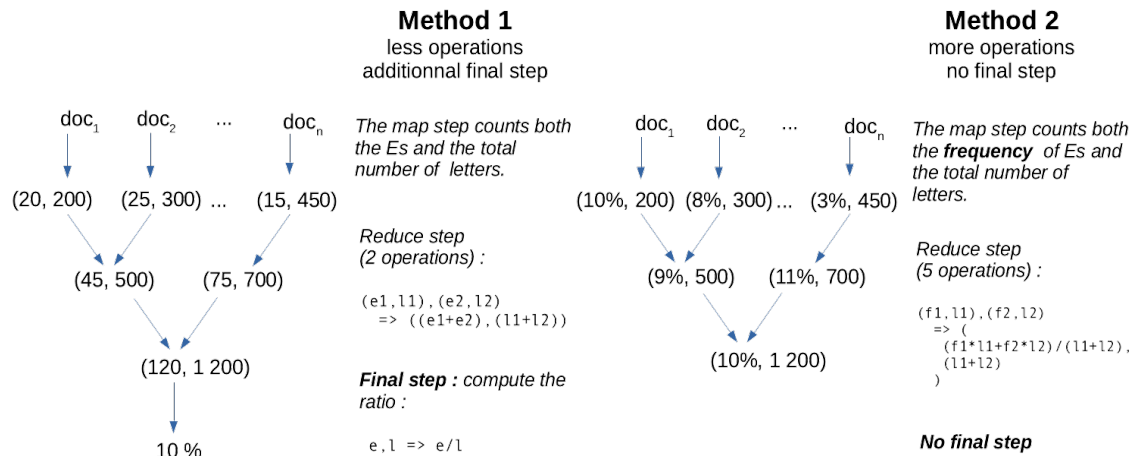 Method 1
less operations
additionnal final step
doc1 doc2 ... docn
The map step counts both
the Es and the total
number of letters.
(20, 200) (25, 300) ... (15, 450)
Reduce step
(2 operations) :
(45, 500) (75, 700)
(e1,l1),(e2,l2)
=> ((e1+e2),(l1+l2))
(120, 1 200)
Final step : compute the
ratio :
e,l => e/l
10 %
Method 2
more operations
no final step
doc1 doc2 ... docn
The map step counts both
the frequency of Es and
the total number of
letters.
(10%, 200) (8%, 300) ... (3%, 450)
Reduce step
(5 operations) :
(9%, 500) (11%, 700)
(f1,l1),(f2,l2)
=> (
(f1*l1+f2*l2)/(l1+l2),
(l1+l2)
)
(10%, 1 200)
No final step